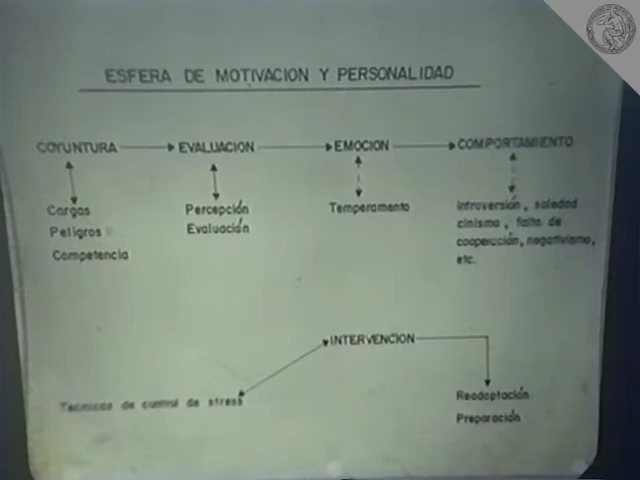 ESFERA DE MOTIVACION Y PERSONALIDAD
COYUNTURA EVALUACION EMOCION COMPORTAMIENTO
Cargas
Peligros
Competencia
Percepción
Evaluación
Temperamento
Introversión, soledad
cinismo, falta de
cooperación, negativismo,
etc.
INTERVENCION
Tecnicas de control de stress
Readaptación
Preparación